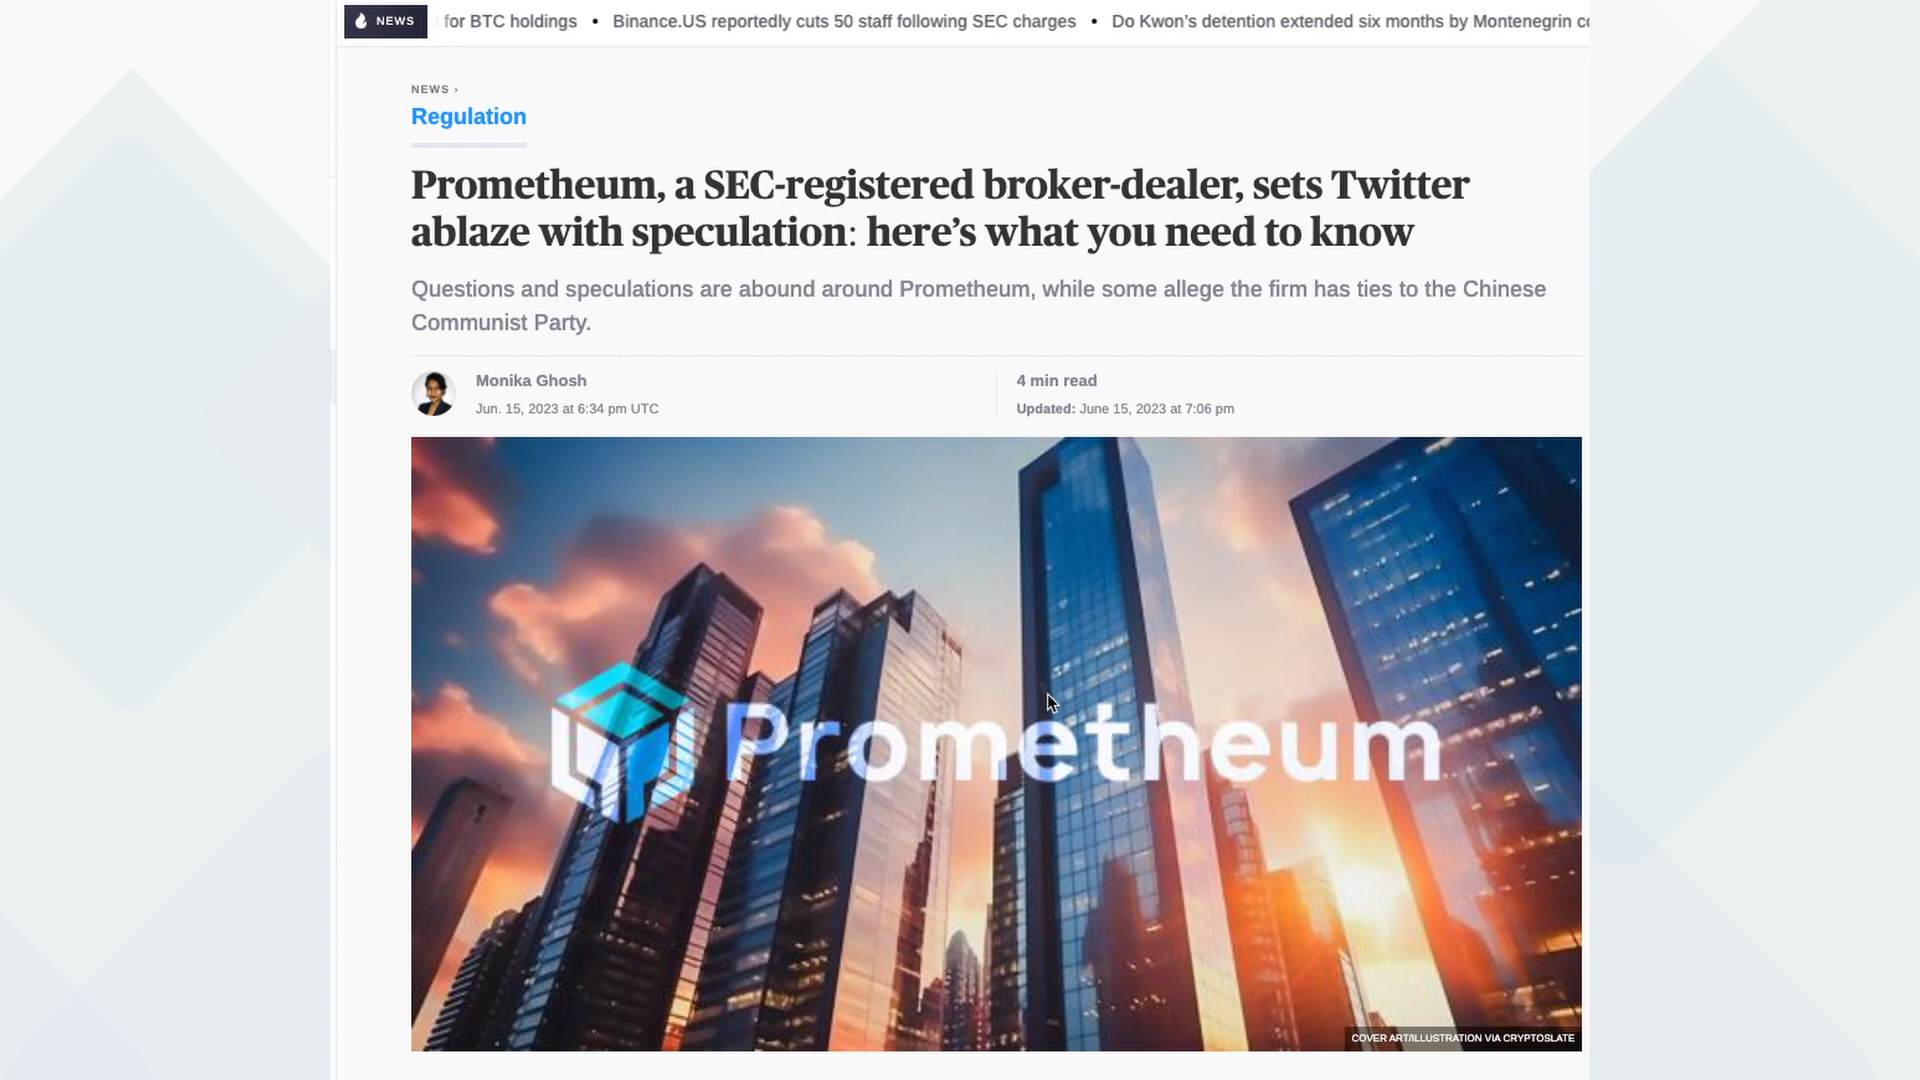 NEWS
for BTC holdings • Binance.US reportedly cuts 50 staff following SEC charges • Do Kwon’s detention extended six months by Montenegrin
NEWS ›
Regulation
Prometheum, a SEC-registered broker-dealer, sets Twitter
ablaze with speculation: here’s what you need to know
Questions and speculations are abound around Prometheum, while some allege the firm has ties to the Chinese
Communist Party.
Monika Ghosh
Jun. 15, 2023 at 6:34 pm UTC
4 min read
Updated: June 15, 2023 at 7:06 pm
Prometheum
COVER ART/ILLUSTRATION VIA CRYPTOSLATE